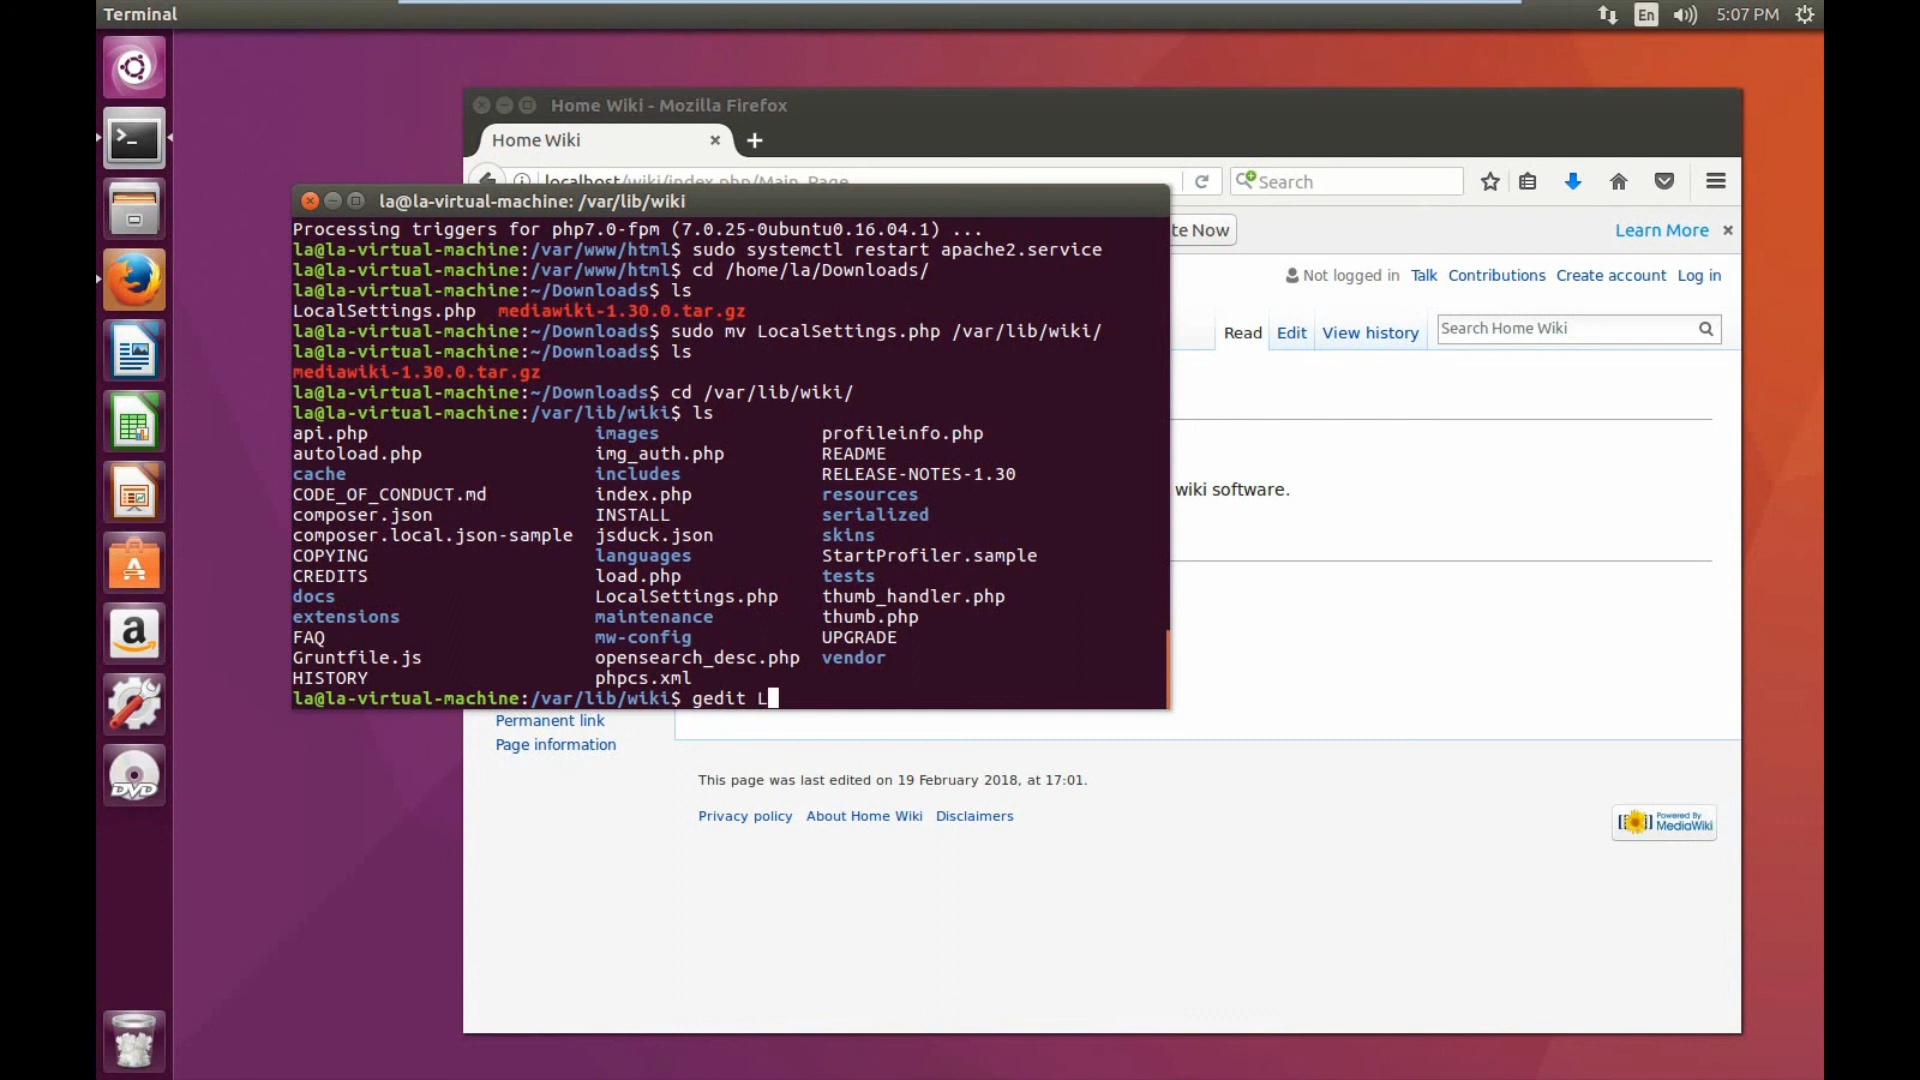 Terminal
En
5:07 PM
Home Wiki - Mozilla Firefox
Home Wiki
localhost/wiki/index.php/Main_Page
Search
la@la-virtual-machine: /var/lib/wiki
te Now
Learn More
Not logged in Talk Contributions Create account Log in
Read Edit View history
Search Home Wiki
wiki software.
Processing triggers for php7.0-fpm (7.0.25-0ubuntu0.16.04.1) ...
la@la-virtual-machine:/var/www/html$ sudo systemctl restart apache2.service
la@la-virtual-machine:/var/www/html$ cd /home/la/Downloads/
la@la-virtual-machine:~/Downloads$ ls
LocalSettings.php mediawiki-1.30.0.tar.gz
la@la-virtual-machine:~/Downloads$ sudo mv LocalSettings.php /var/lib/wiki/
la@la-virtual-machine:~/Downloads$ ls
mediawiki-1.30.0.tar.gz
la@la-virtual-machine:~/Downloads$ cd /var/lib/wiki/
la@la-virtual-machine:/var/lib/wiki$ ls
api.php images profileinfo.php
autoload.php img_auth.php README
cache includes RELEASE-NOTES-1.30
CODE_OF_CONDUCT.md index.php resources
composer.json INSTALL serialized
composer.local.json-sample jsduck.json skins
COPYING languages StartProfiler.sample
CREDITS load.php tests
docs LocalSettings.php thumb_handler.php
extensions maintenance thumb.php
FAQ mw-config UPGRADE
Gruntfile.js opensearch_desc.php vendor
HISTORY phpcs.xml
la@la-virtual-machine:/var/lib/wiki$ gedit L
Permanent link
Page information
This page was last edited on 19 February 2018, at 17:01.
Privacy policy About Home Wiki Disclaimers
Powered By
MediaWiki
A
a
DVD